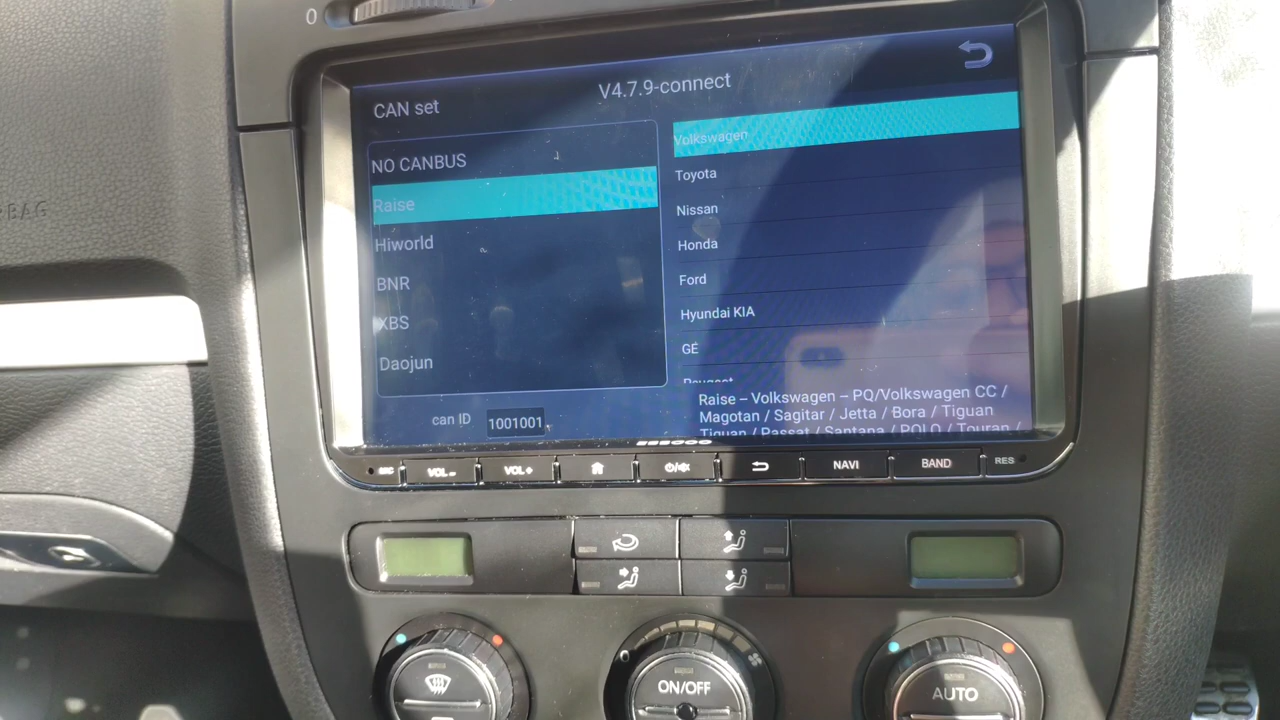 0
V4.7.9-connect
CAN set
NO CANBUS
Raise
Hiworld
BNR
XBS
Daojun
can ID
1001001
Volkswagen
Toyota
Nissan
Honda
Ford
Hyundai KIA
GE
Peugeot
Raise – Volkswagen – PQ/Volkswagen CC /
Magotan / Sagitar / Jetta / Bora / Tiguan
Tiguan / Passat / Santana / POLO / Touran /
VOL-
VOL+
NAVI
BAND
RES
BAG
ON/OFF
AUTO